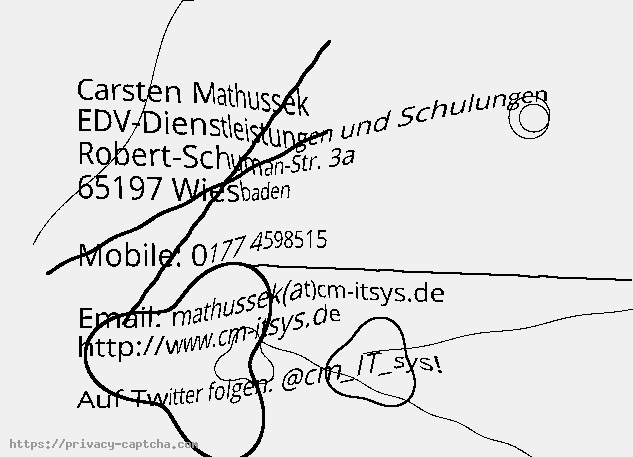 Carsten Mathussek
EDV-Dienstleistungen und Schulungen
Robert-Schuman-Str. 3a
65197 Wiesbaden
Mobile: 0177 4598515
Email: mathussek(at)cm-itsys.de
http://www.cm-itsys.de
Auf Twitter folgen: @cm_IT_sys!
https://privacy-captcha.com